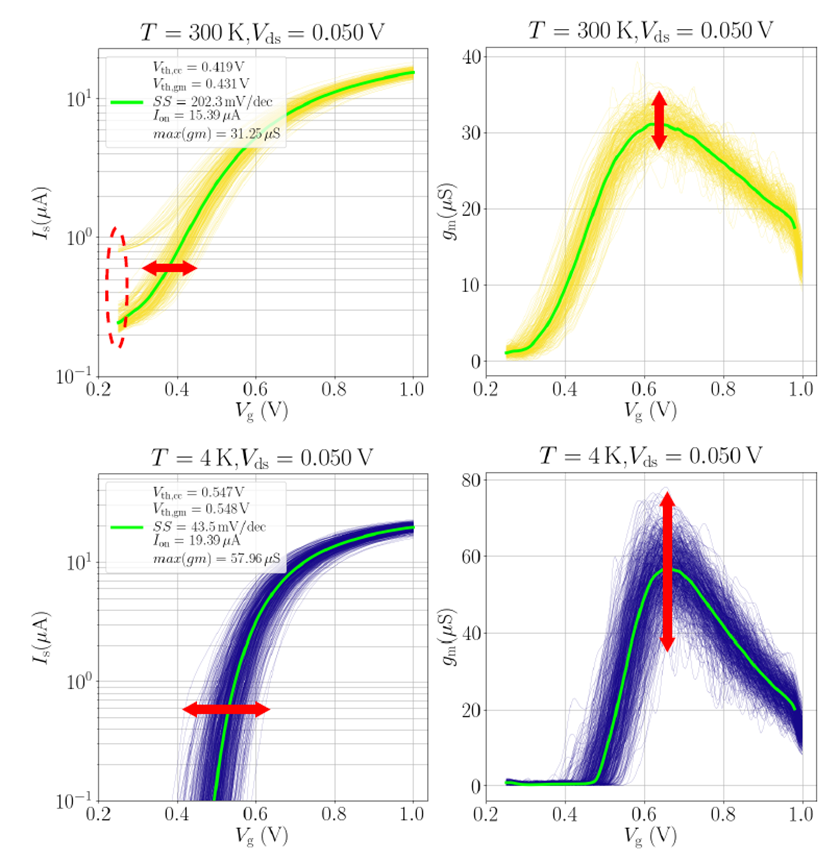 T = 300 K,V_ds = 0.050 V
V_th,cc = 0.419V
V_th,gm = 0.431V
SS = 202.3 mV/dec
I_on = 15.39 μA
max(gm) = 31.25 μS
I_s(μA)
10^1
10^0
10^−1
0.2 0.4 0.6 0.8 1.0
V_g (V)
T = 300 K,V_ds = 0.050 V
g_m(μS)
40
30
20
10
0
0.2 0.4 0.6 0.8 1.0
V_g (V)
T = 4 K,V_ds = 0.050 V
V_th,cc = 0.547V
V_th,gm = 0.548V
SS = 43.5 mV/dec
I_on = 19.39 μA
max(gm) = 57.96 μS
I_s(μA)
10^1
10^0
10^−1
0.2 0.4 0.6 0.8 1.0
V_g (V)
T = 4 K,V_ds = 0.050 V
g_m(μS)
80
60
40
20
0
0.2 0.4 0.6 0.8 1.0
V_g (V)